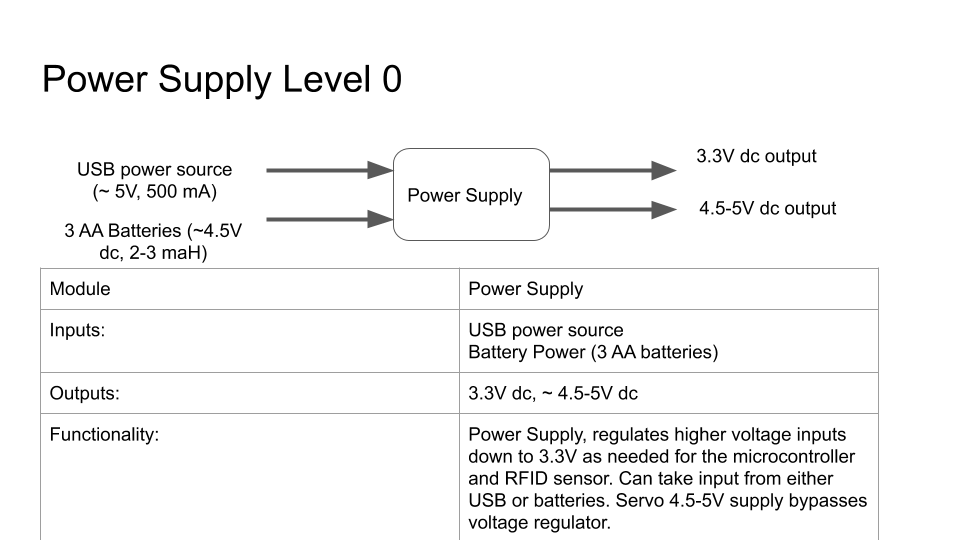 Power Supply Level 0
USB power source
(~ 5V, 500 mA)
3 AA Batteries (~4.5V
dc, 2-3 maH)
Power Supply
3.3V dc output
4.5-5V dc output
Module
Power Supply
Inputs:
USB power source
Battery Power (3 AA batteries)
Outputs:
3.3V dc, ~ 4.5-5V dc
Functionality:
Power Supply, regulates higher voltage inputs
down to 3.3V as needed for the microcontroller
and RFID sensor. Can take input from either
USB or batteries. Servo 4.5-5V supply bypasses
voltage regulator.